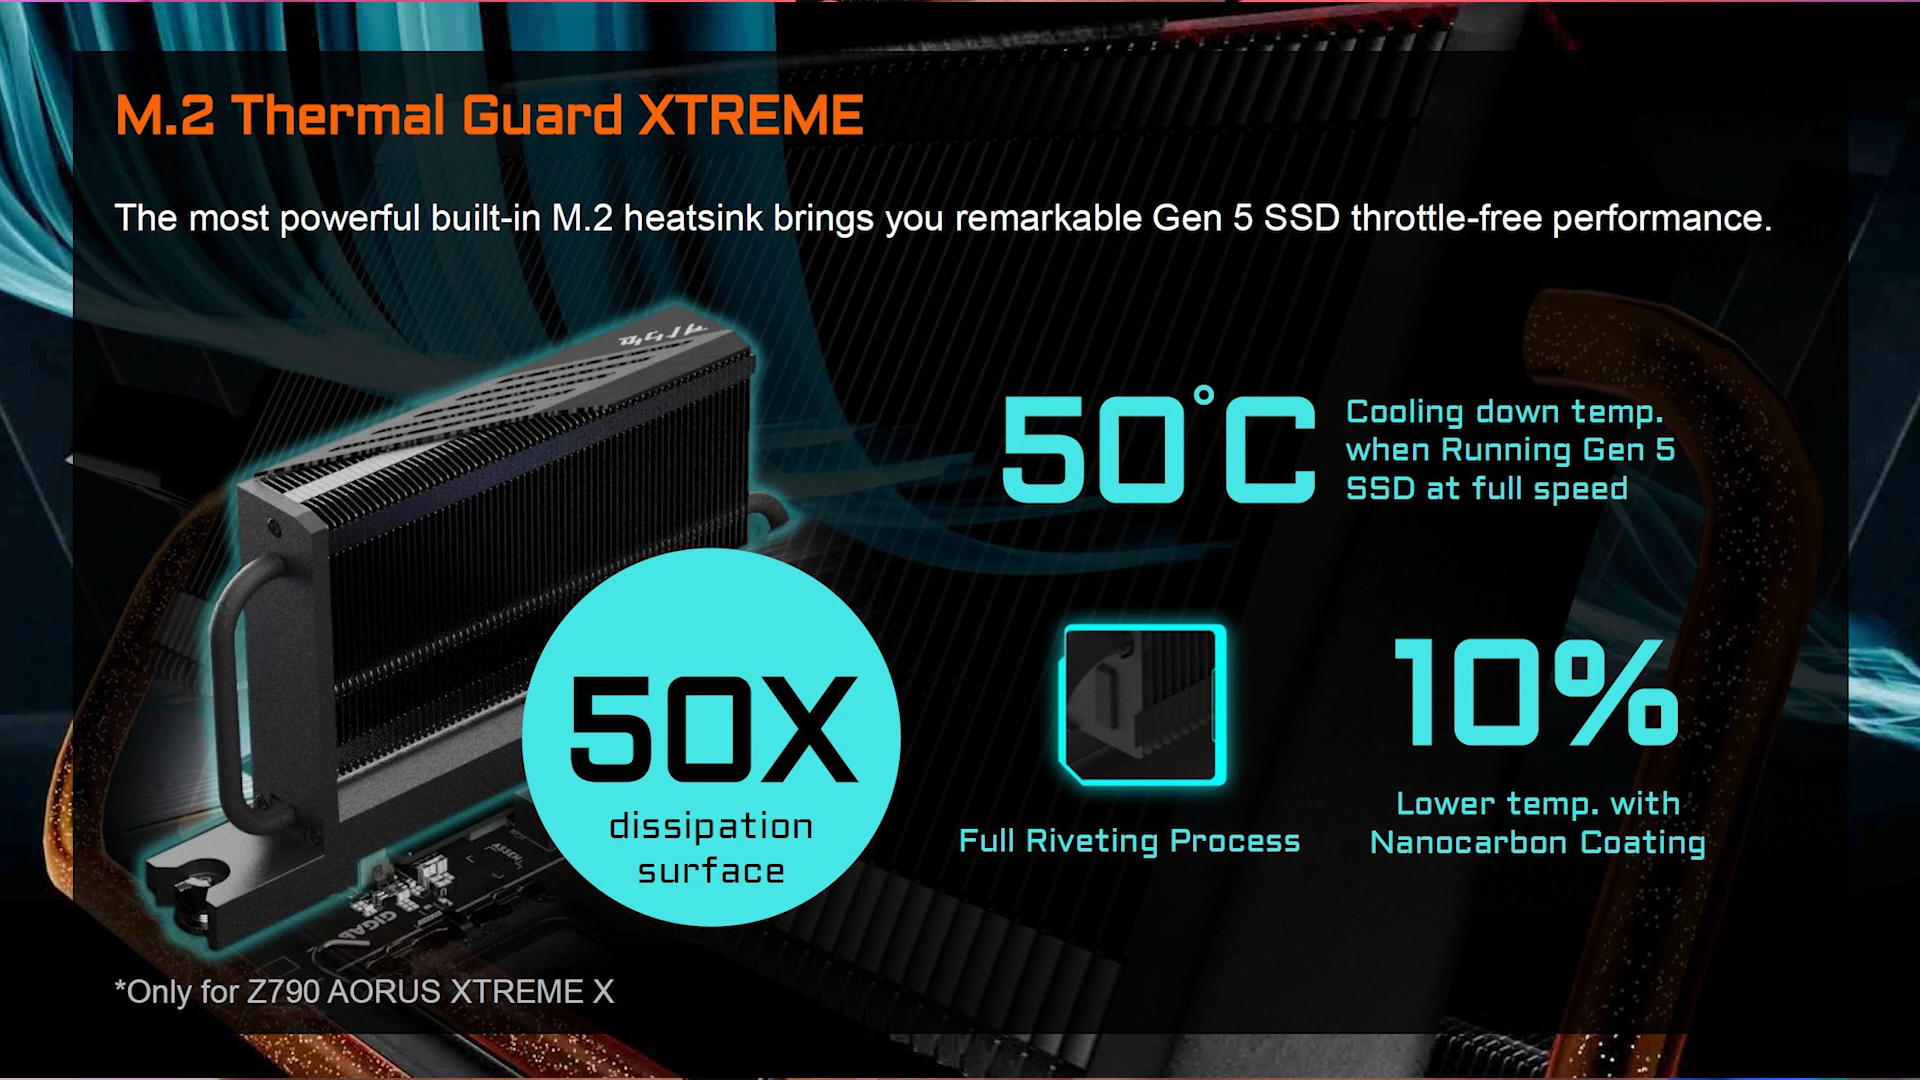 M.2 Thermal Guard XTREME
The most powerful built-in M.2 heatsink brings you remarkable Gen 5 SSD throttle-free performance.
50°C
Cooling down temp.
when Running Gen 5
SSD at full speed
50X
dissipation
surface
Full Riveting Process
10%
Lower temp. with
Nanocarbon Coating
*Only for Z790 AORUS XTREME X